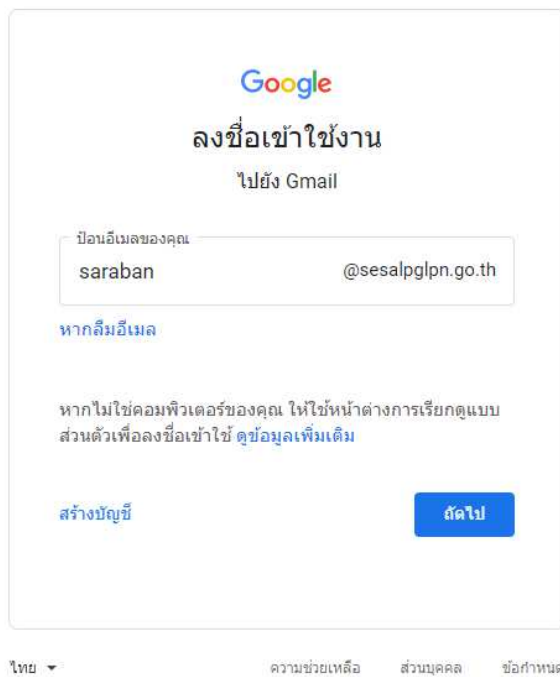 Google
ลงชื่อเข้าใช้งาน
ไปยัง Gmail
ป้อนอีเมลของคุณ
saraban @sesalpglpn.go.th
หากลืมอีเมล
หากไม่ใช่คอมพิวเตอร์ของคุณ ให้ใช้หน้าต่างการเรียกดูแบบ
ส่วนตัวเพื่อลงชื่อเข้าใช้ ดูข้อมูลเพิ่มเติม
สร้างบัญชี ถัดไป
ไทย ความช่วยเหลือ ส่วนบุคคล ข้อกำหนด